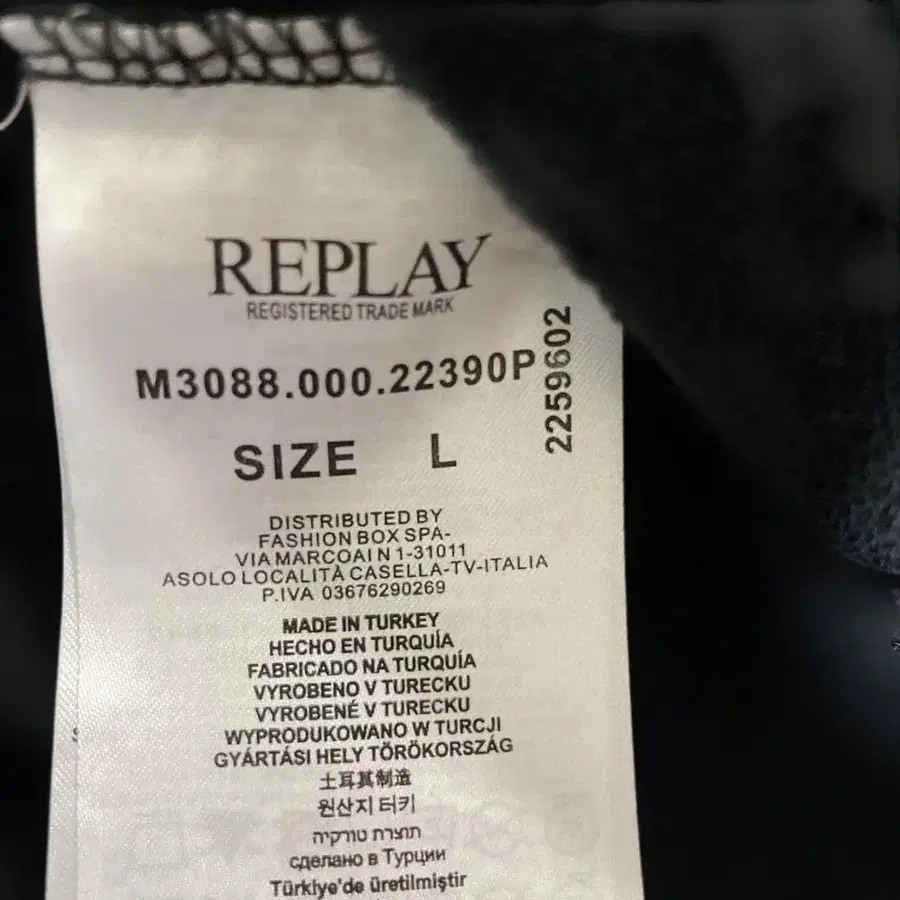 REPLAY
REGISTERED TRADE MARK
M3088.000.22390P
2259602
SIZE L
DISTRIBUTED BY
FASHION BOX SPA-
VIA MARCOAI N 1-31011
ASOLO LOCALITÀ CASELLA-TV-ITALIA
P.IVA 03676290269
MADE IN TURKEY
HECHO EN TURQUÍA
FABRICADO NA TURQUÍA
VYROBENO V TURECKU
VYROBENÉ V TURECKU
WYPRODUKOWANO W TURCJI
GYÁRTÁSI HELY TÖRÖKORSZÁG
土耳其制造
원산지 터키
תוצרת טורקיה
сделано в Турции
Türkiye'de üretilmiştir